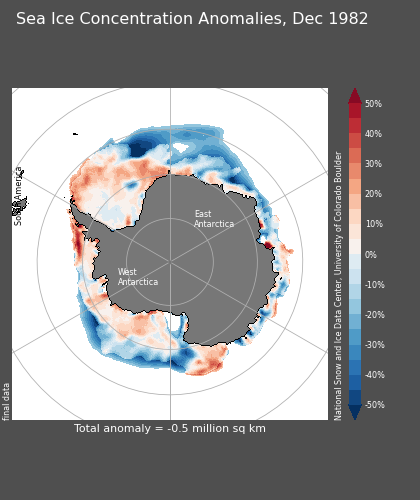 Sea Ice Concentration Anomalies, Dec 1982
South America
East
Antarctica
West
Antarctica
50%
40%
30%
20%
10%
0%
-10%
-20%
-30%
-40%
-50%
National Snow and Ice Data Center, University of Colorado Boulder
final data
Total anomaly = -0.5 million sq km